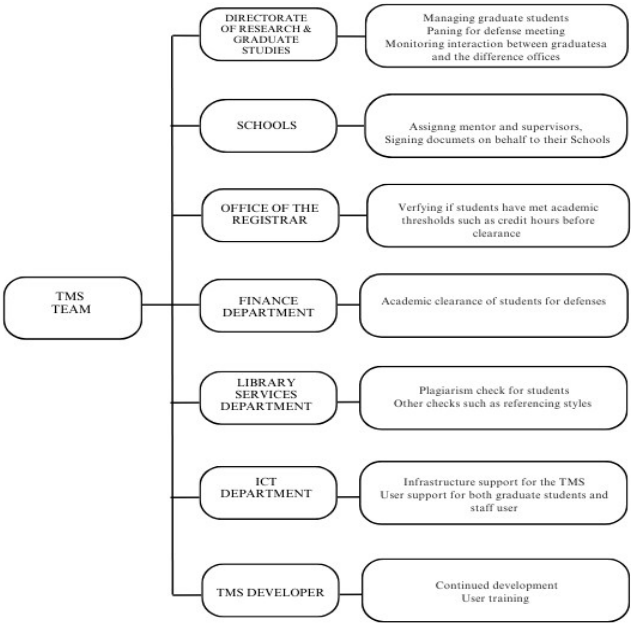 TMS
TEAM
DIRECTORATE
OF RESEARCH &
GRADUATE
STUDIES
Managing graduate students
Paning for defense meeting
Monitoring interaction between graduatesa
and the difference offices
SCHOOLS
Assignng mentor and supervisors,
Signing documets on behalf to their Schools
OFFICE OF THE
REGISTRAR
Verfying if students have met academic
thresholds such as credit hours before
clearance
FINANCE
DEPARTMENT
Academic clearance of students for defenses
LIBRARY
SERVICES
DEPARTMENT
Plagiarism check for students
Other checks such as referencing styles
ICT
DEPARTMENT
Infrastructure support for the TMS
User support for both graduate students and
staff user
TMS DEVELOPER
Continued development
User training